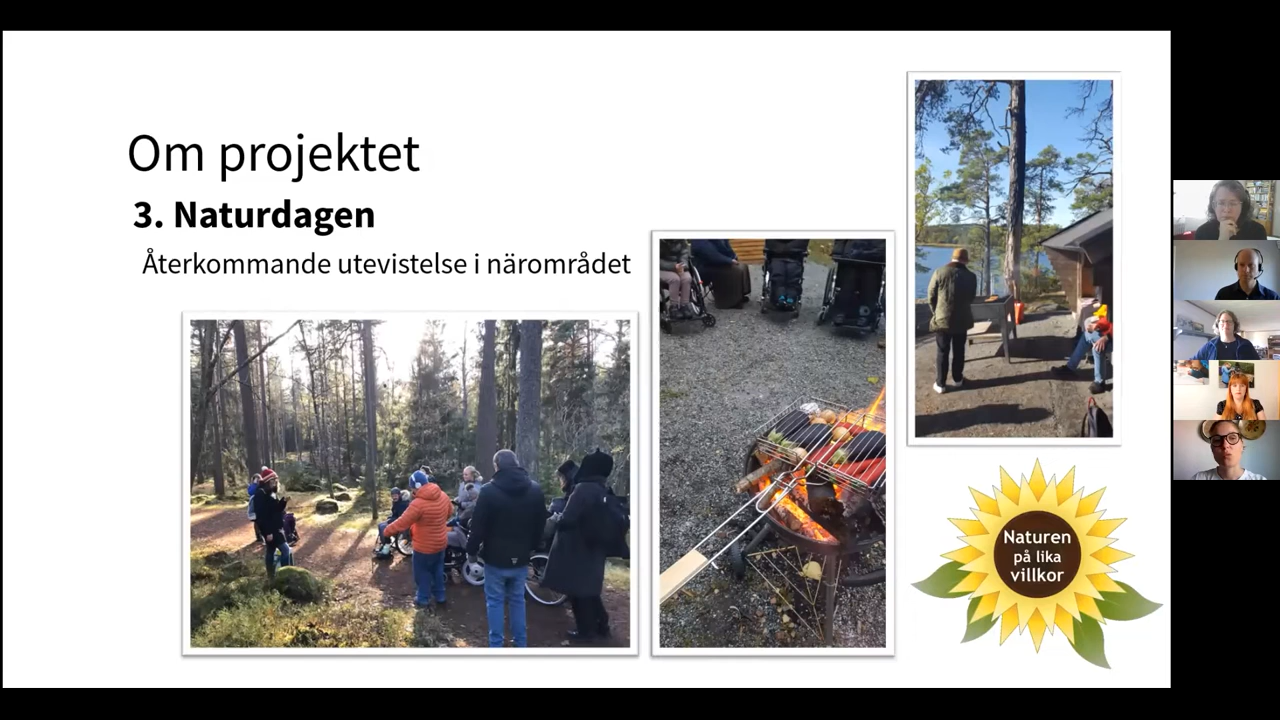 Om projektet
3. Naturdagen
Återkommande utevistelse i närområdet
Naturen
på lika
villkor